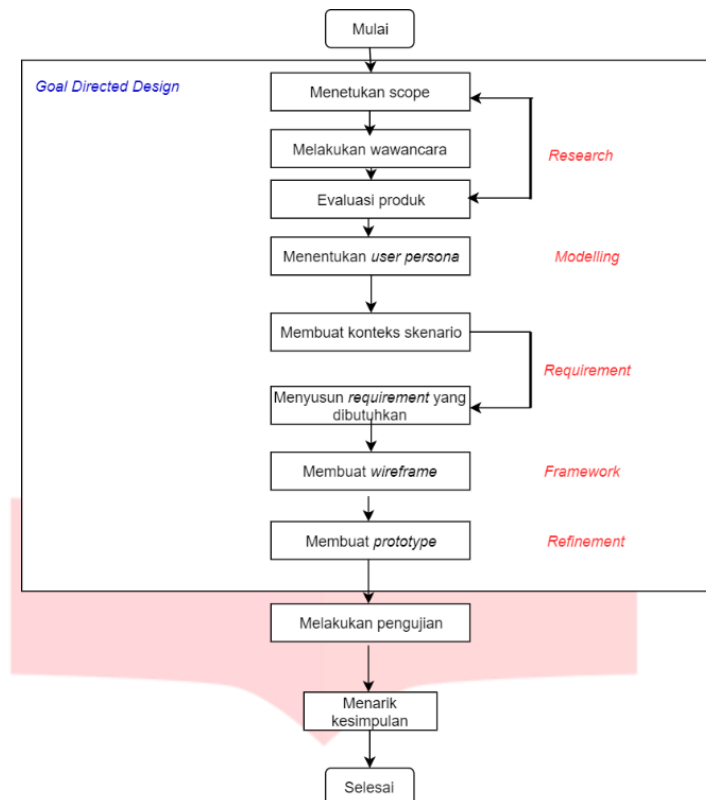 Mulai
Goal Directed Design
Menetukan scope
Melakukan wawancara
Research
Evaluasi produk
Menentukan user persona
Modelling
Membuat konteks skenario
Requirement
Menyusun requirement yang
dibutuhkan
Membuat wireframe
Framework
Membuat prototype
Refinement
Melakukan pengujian
Menarik
kesimpulan
Selesai